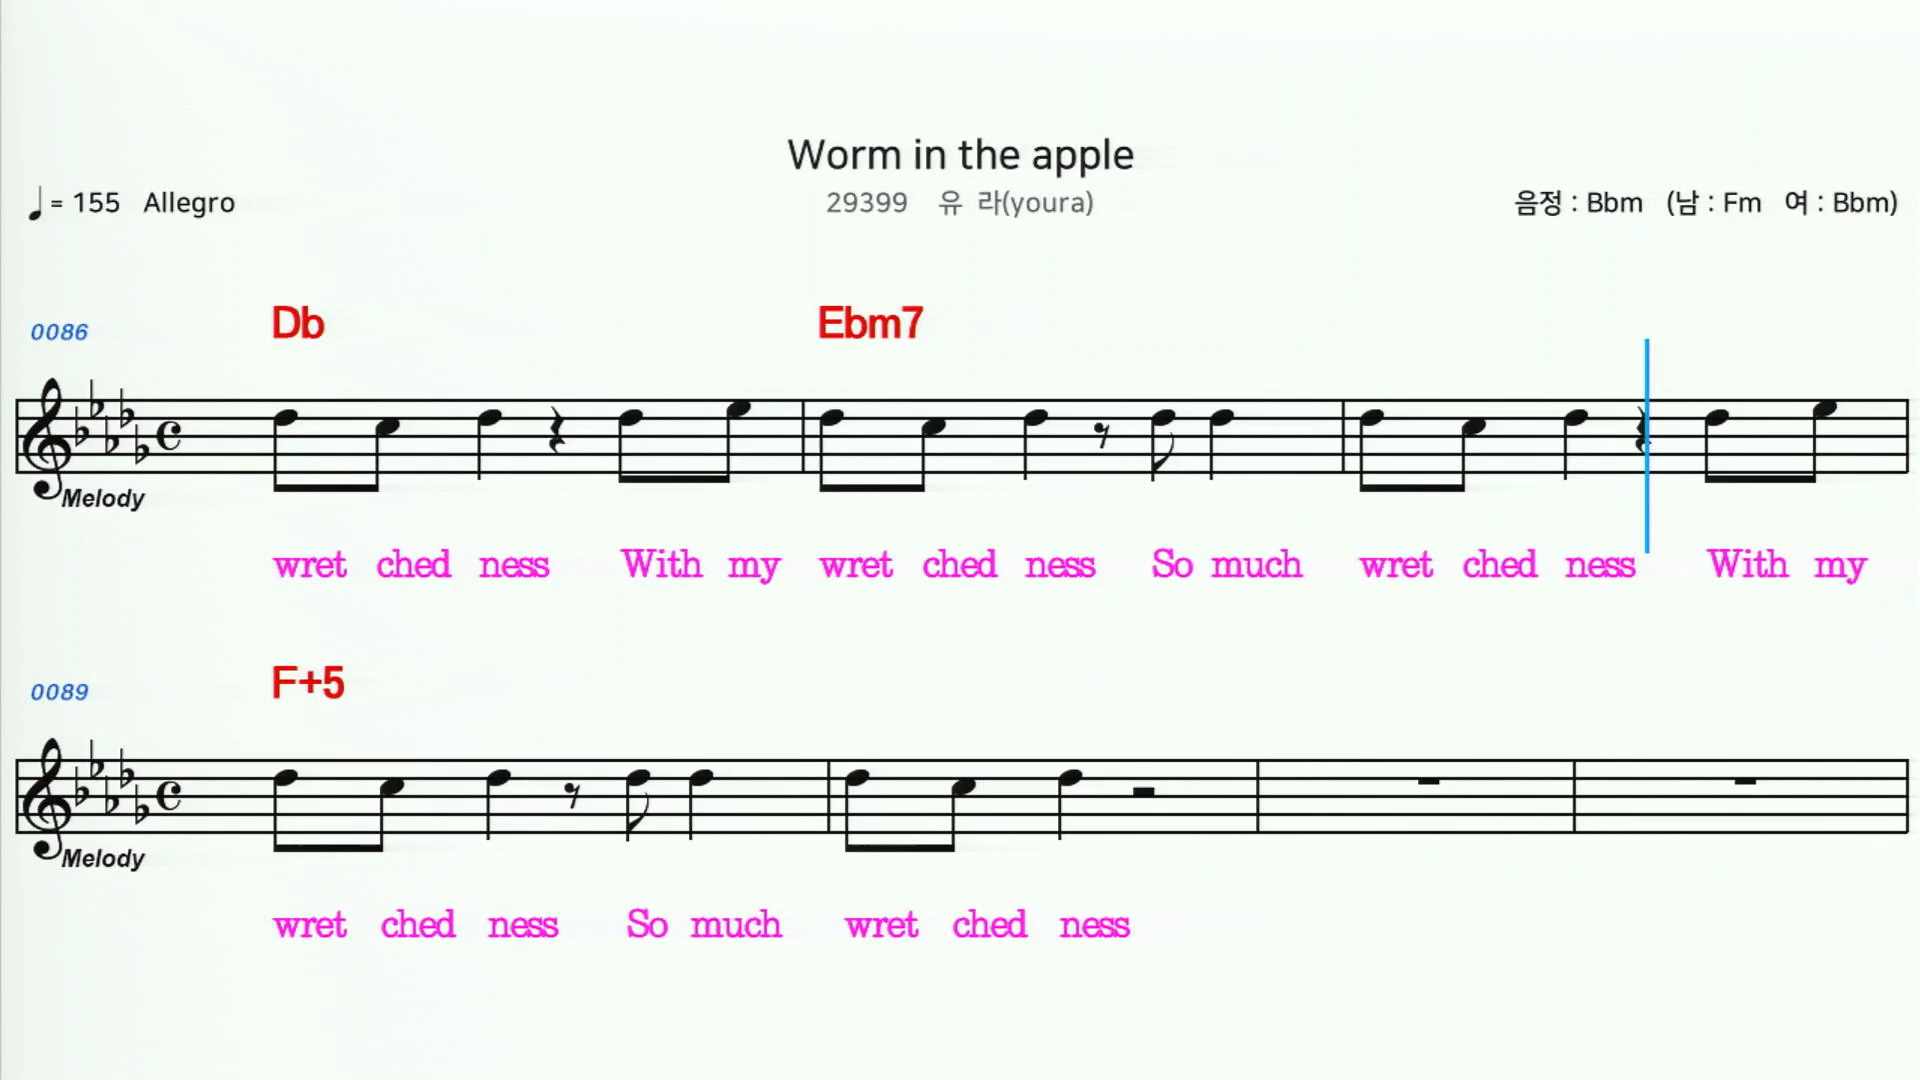 Worm in the apple
= 155 Allegro
29399 유 라(youra)
음정 : Bbm (남 : Fm 여 : Bbm)
0086 Db Ebm7
Melody
wret ched ness With my wret ched ness So much wret ched ness With my
0089 F+5
Melody
wret ched ness So much wret ched ness